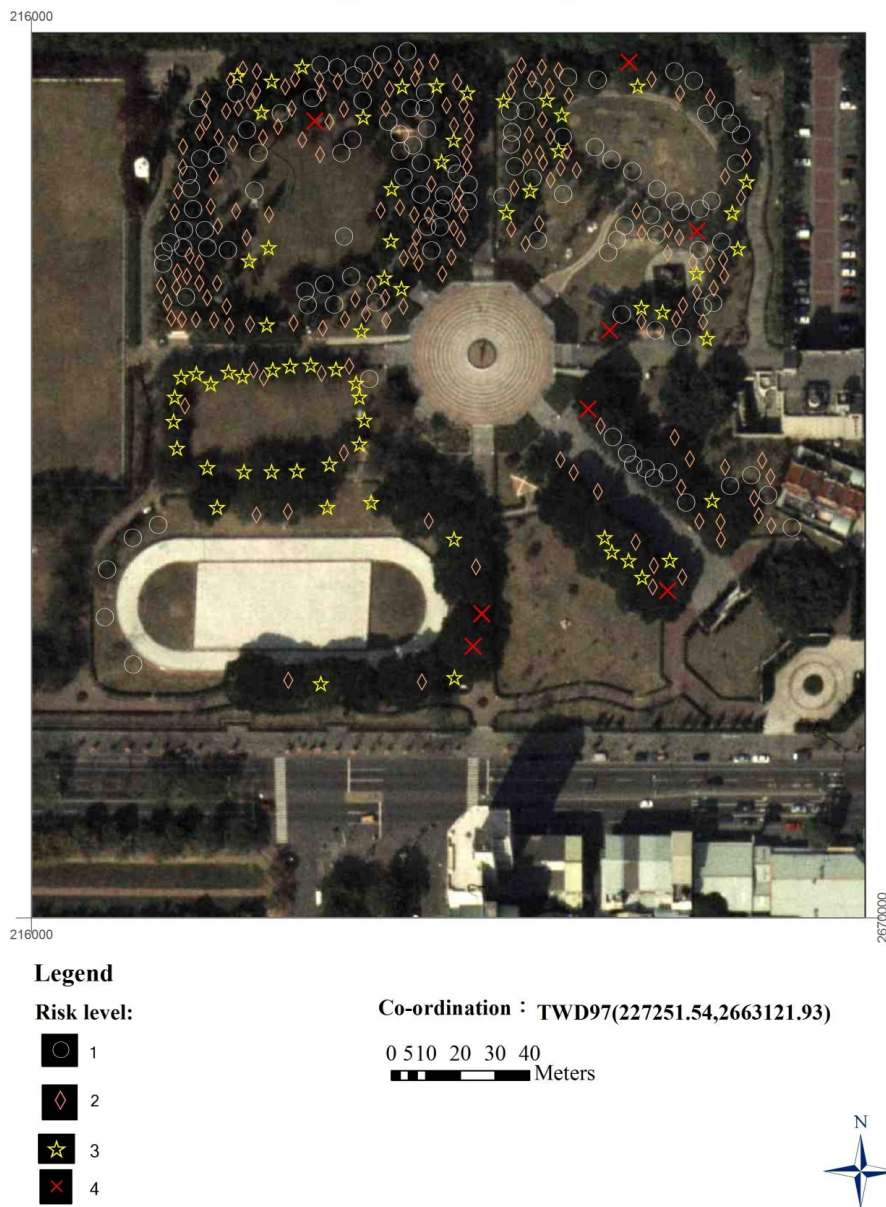 216000
216000
2670000
Legend
Risk level:
1
2
3
4
Co-ordination：TWD97(227251.54,2663121.93)
0 510 20 30 40
Meters
N